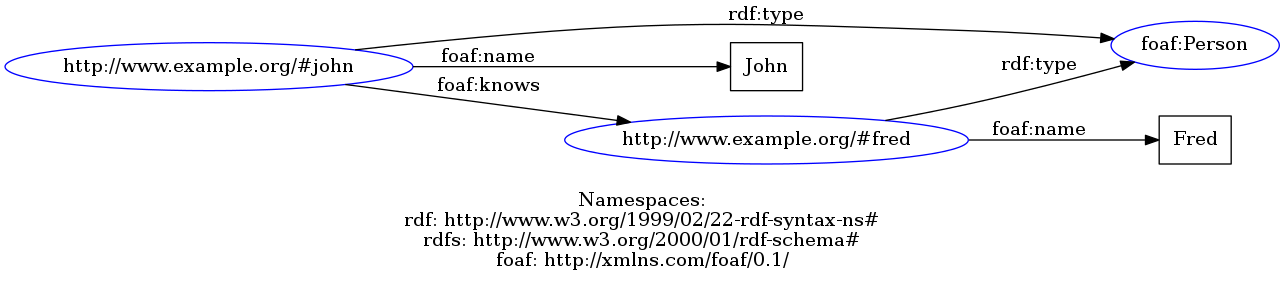 rdf:type
foaf:Person
foaf:name
http://www.example.org/#john
John
rdf:type
foaf:knows
foaf:name
http://www.example.org/#fred
Fred
Namespaces:
rdf: http://www.w3.org/1999/02/22-rdf-syntax-ns#
rdfs: http://www.w3.org/2000/01/rdf-schema#
foaf: http://xmlns.com/foaf/0.1/